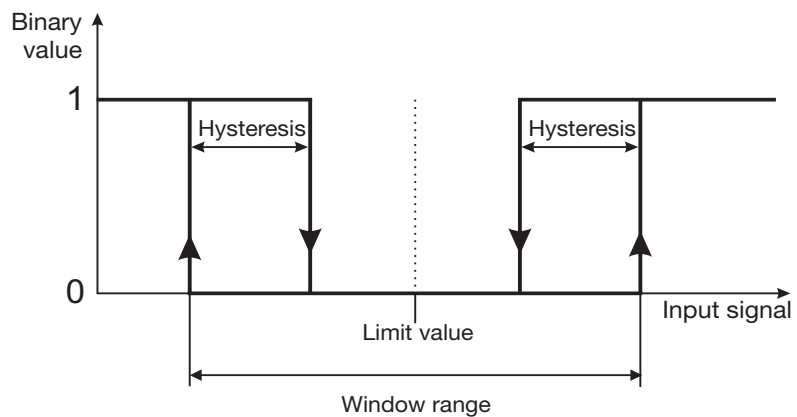 Binary
value
1
Hysteresis
Hysteresis
0
Input signal
Limit value
Window range